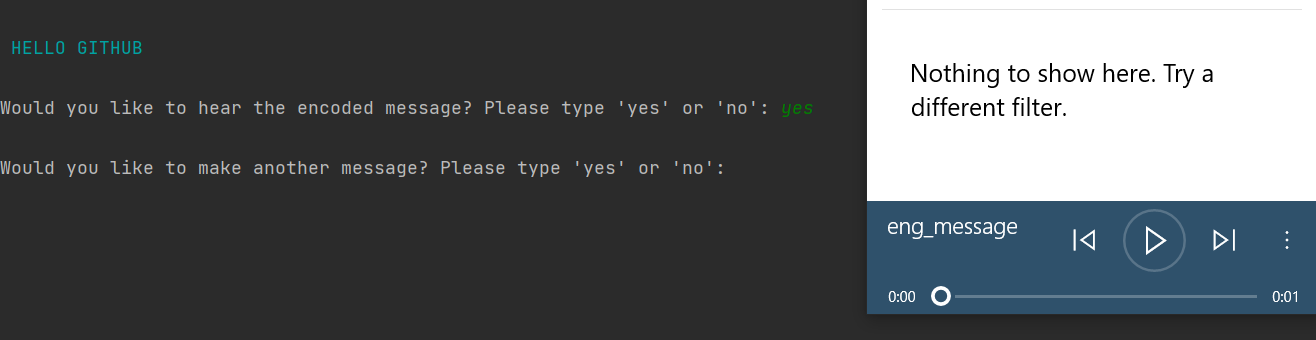 HELLO GITHUB
Would you like to hear the encoded message? Please type 'yes' or 'no': yes
Would you like to make another message? Please type 'yes' or 'no':
Nothing to show here. Try a
different filter.
eng_message
0:00
0:01